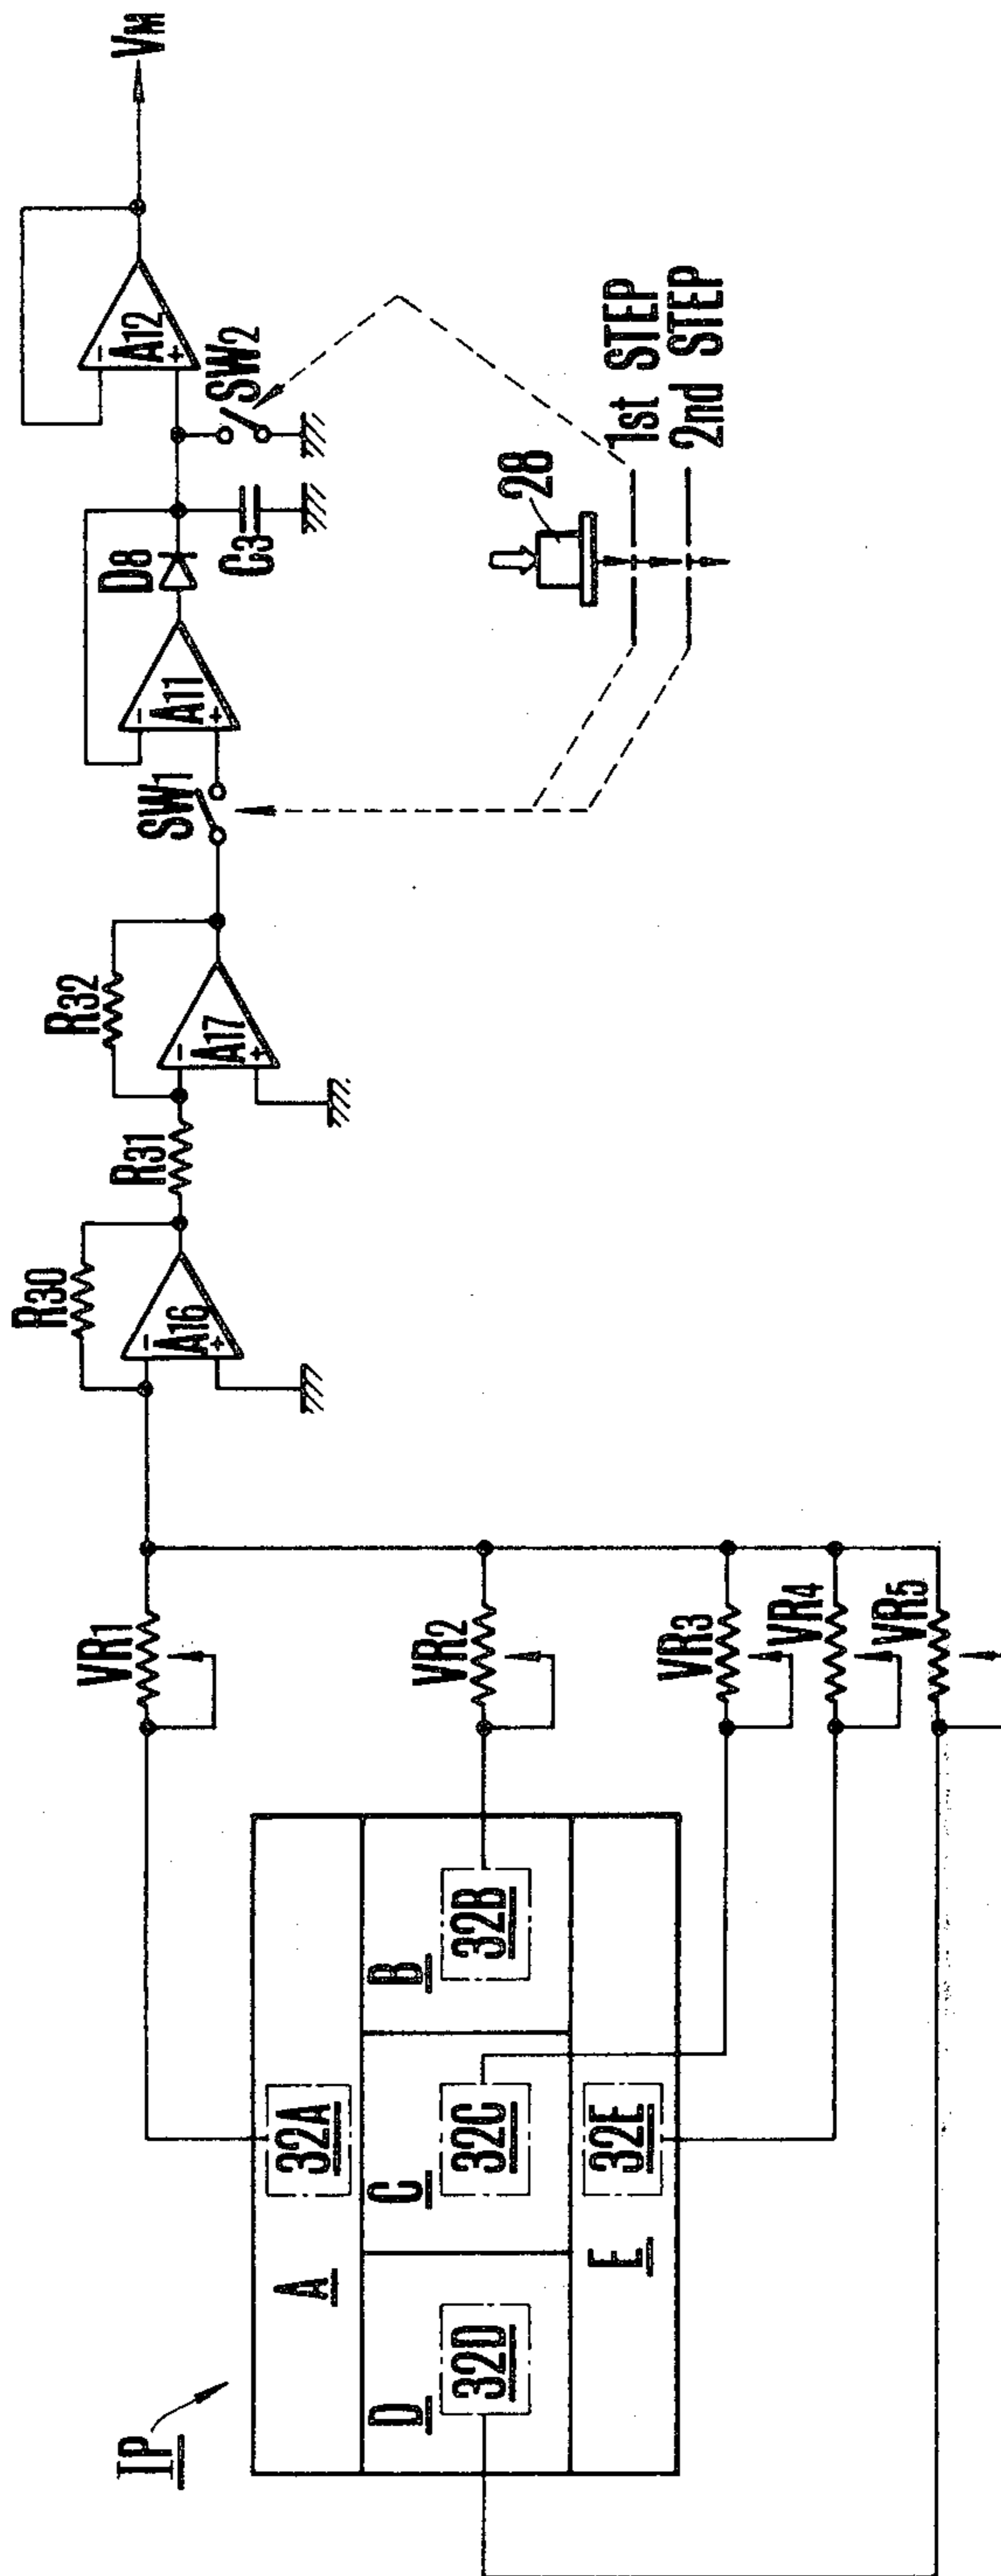 IP
A
32A
D
32D
C
32C
B
32B
E
32E
VR1
VR2
VR3
VR4
VR5
R30
-
A16
+
R31
R32
-
A17
+
SW1
-
A11
+
D8
C3
SW2
-
A12
+
VM
28
1st STEP
2nd STEP